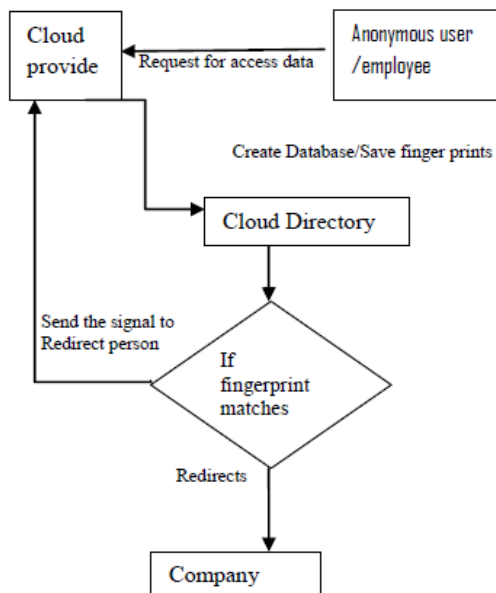 Cloud
provide
Anonymous user
/employee
Request for access data
Create Database/Save finger prints
Cloud Directory
Send the signal to
Redirect person
If
fingerprint
matches
Redirects
Company